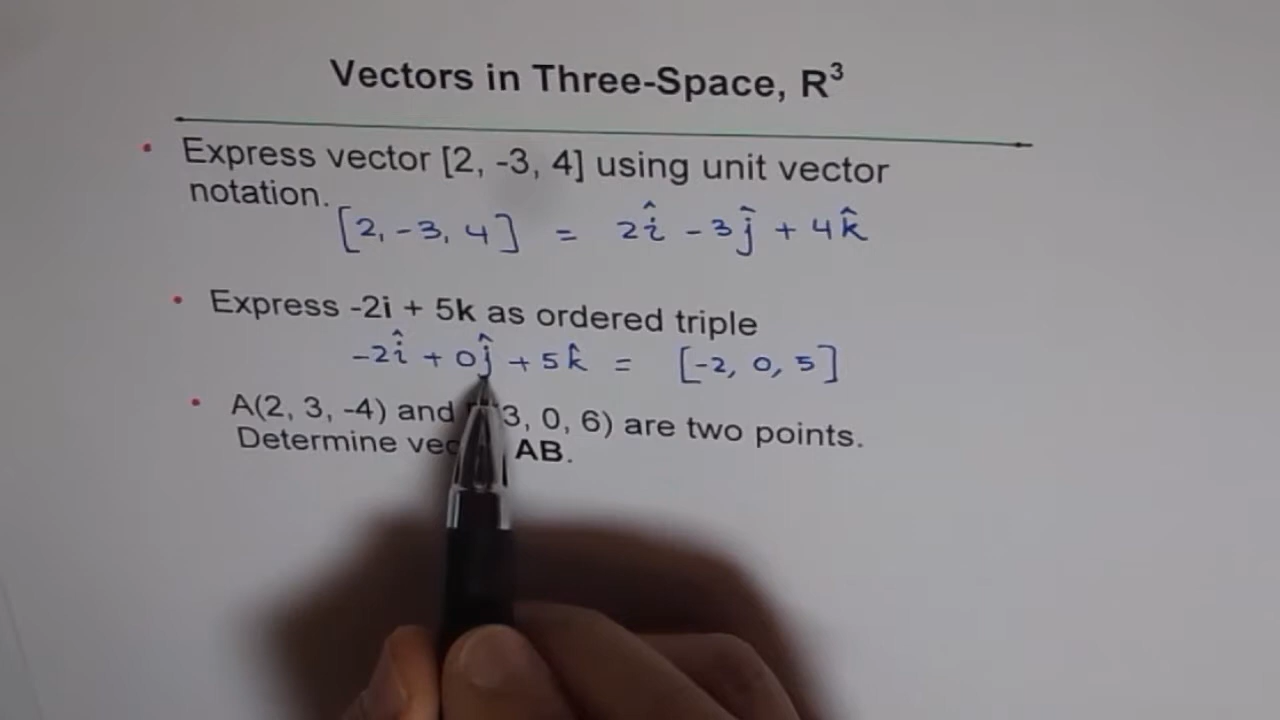 Vectors in Three-Space, R³
• Express vector [2, -3, 4] using unit vector
notation.
[2, -3, 4] = 2î - 3ĵ + 4k̂
• Express -2i + 5k as ordered triple
-2î + 0ĵ + 5k̂ = [-2, 0, 5]
• A(2, 3, -4) and 3, 0, 6) are two points.
Determine AB.